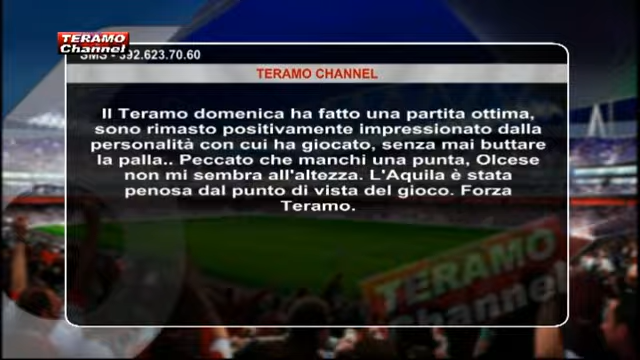 TERAMO
Channel
SMS - 392.623.70.60
TERAMO CHANNEL
Il Teramo domenica ha fatto una partita ottima,
sono rimasto positivamente impressionato dalla
personalità con cui ha giocato, senza mai buttare
la palla.. Peccato che manchi una punta, Olcese
non mi sembra all'altezza. L'Aquila è stata
penosa dal punto di vista del gioco. Forza
Teramo.
TERAMO
Channel